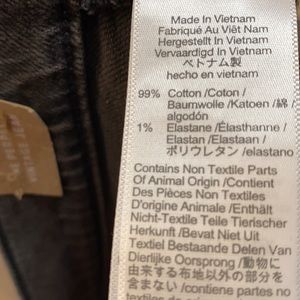 Made In Vietnam
Fabriqué Au Viêt Nam
Hergestellt In Vietnam
Vervaardigd In Vietnam
ベトナム製
hecho en vietnam
99% Cotton /Coton /
Baumwolle /Katoen /綿 /
algodón
1% Elastane /Élasthanne /
Elastan /Elastaan /
ポリウレタン /elastano
Contains Non Textile Parts
Of Animal Origin /Contient
Des Pièces Non Textiles
D'origine Animale /Enthält
Nicht-Textile Teile Tierischer
Herkunft /Bevat Niet Uit
Textiel Bestaande Delen Van
Dierlijke Oorsprong /動物に
由来する布地以外の部分を
含まない /contiene partes no
textiles de